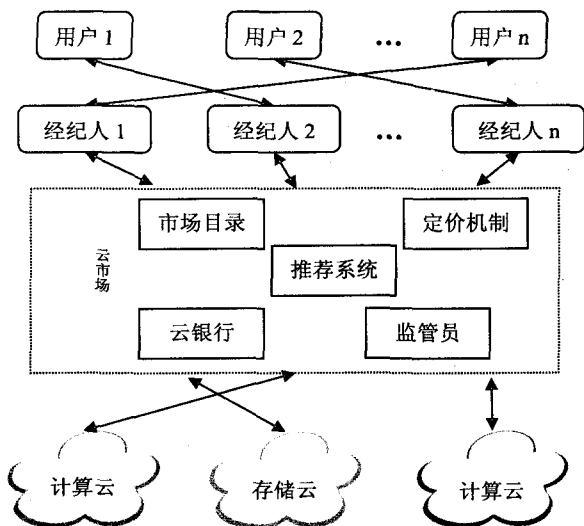 用户 1
用户 2
...
用户 n
经纪人 1
经纪人 2
...
经纪人 n
云市场
市场目录
定价机制
推荐系统
云银行
监管员
计算云
存储云
计算云